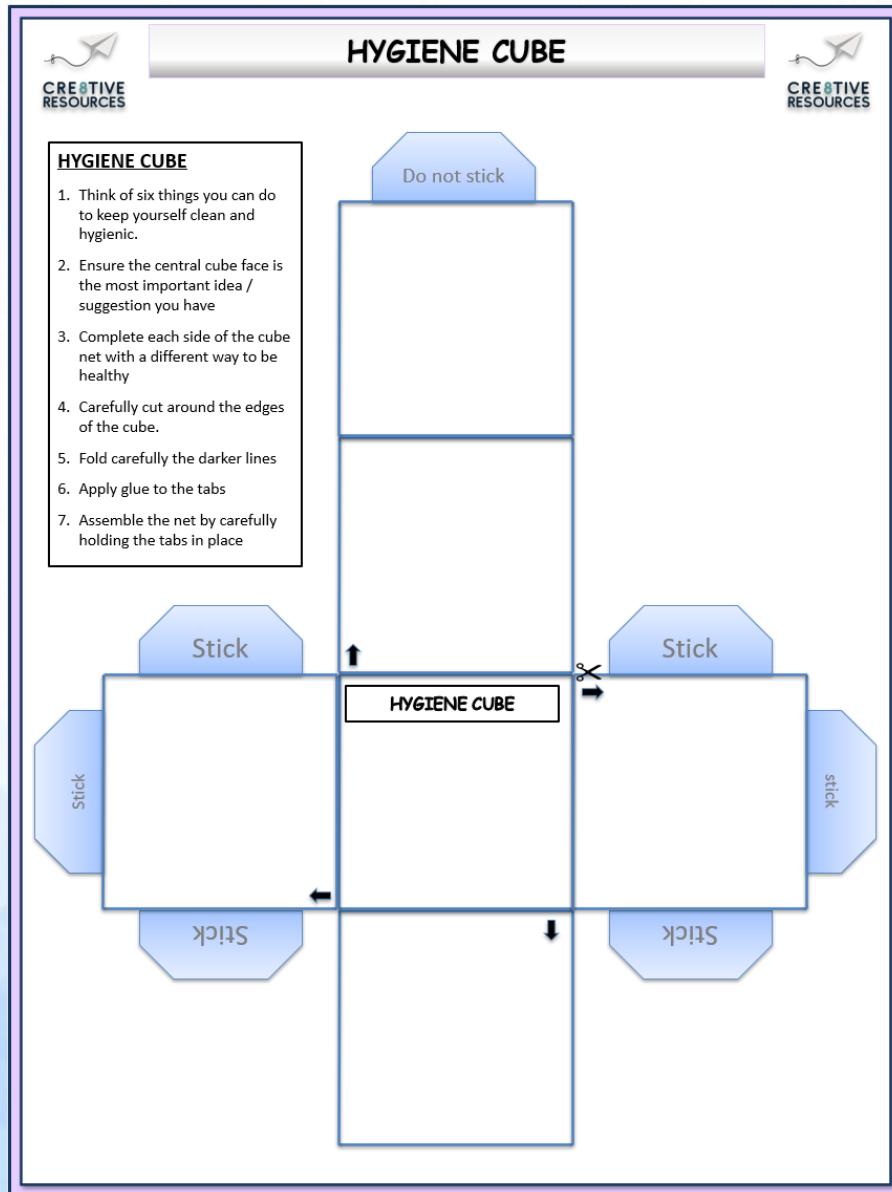 HYGIENE CUBE
CRE8TIVE
RESOURCES
CRE8TIVE
RESOURCES
HYGIENE CUBE
1. Think of six things you can do
to keep yourself clean and
hygienic.
2. Ensure the central cube face is
the most important idea /
suggestion you have
3. Complete each side of the cube
net with a different way to be
healthy
4. Carefully cut around the edges
of the cube.
5. Fold carefully the darker lines
6. Apply glue to the tabs
7. Assemble the net by carefully
holding the tabs in place
Do not stick
Stick
Stick
HYGIENE CUBE
Stick
stick
Stick
Stick